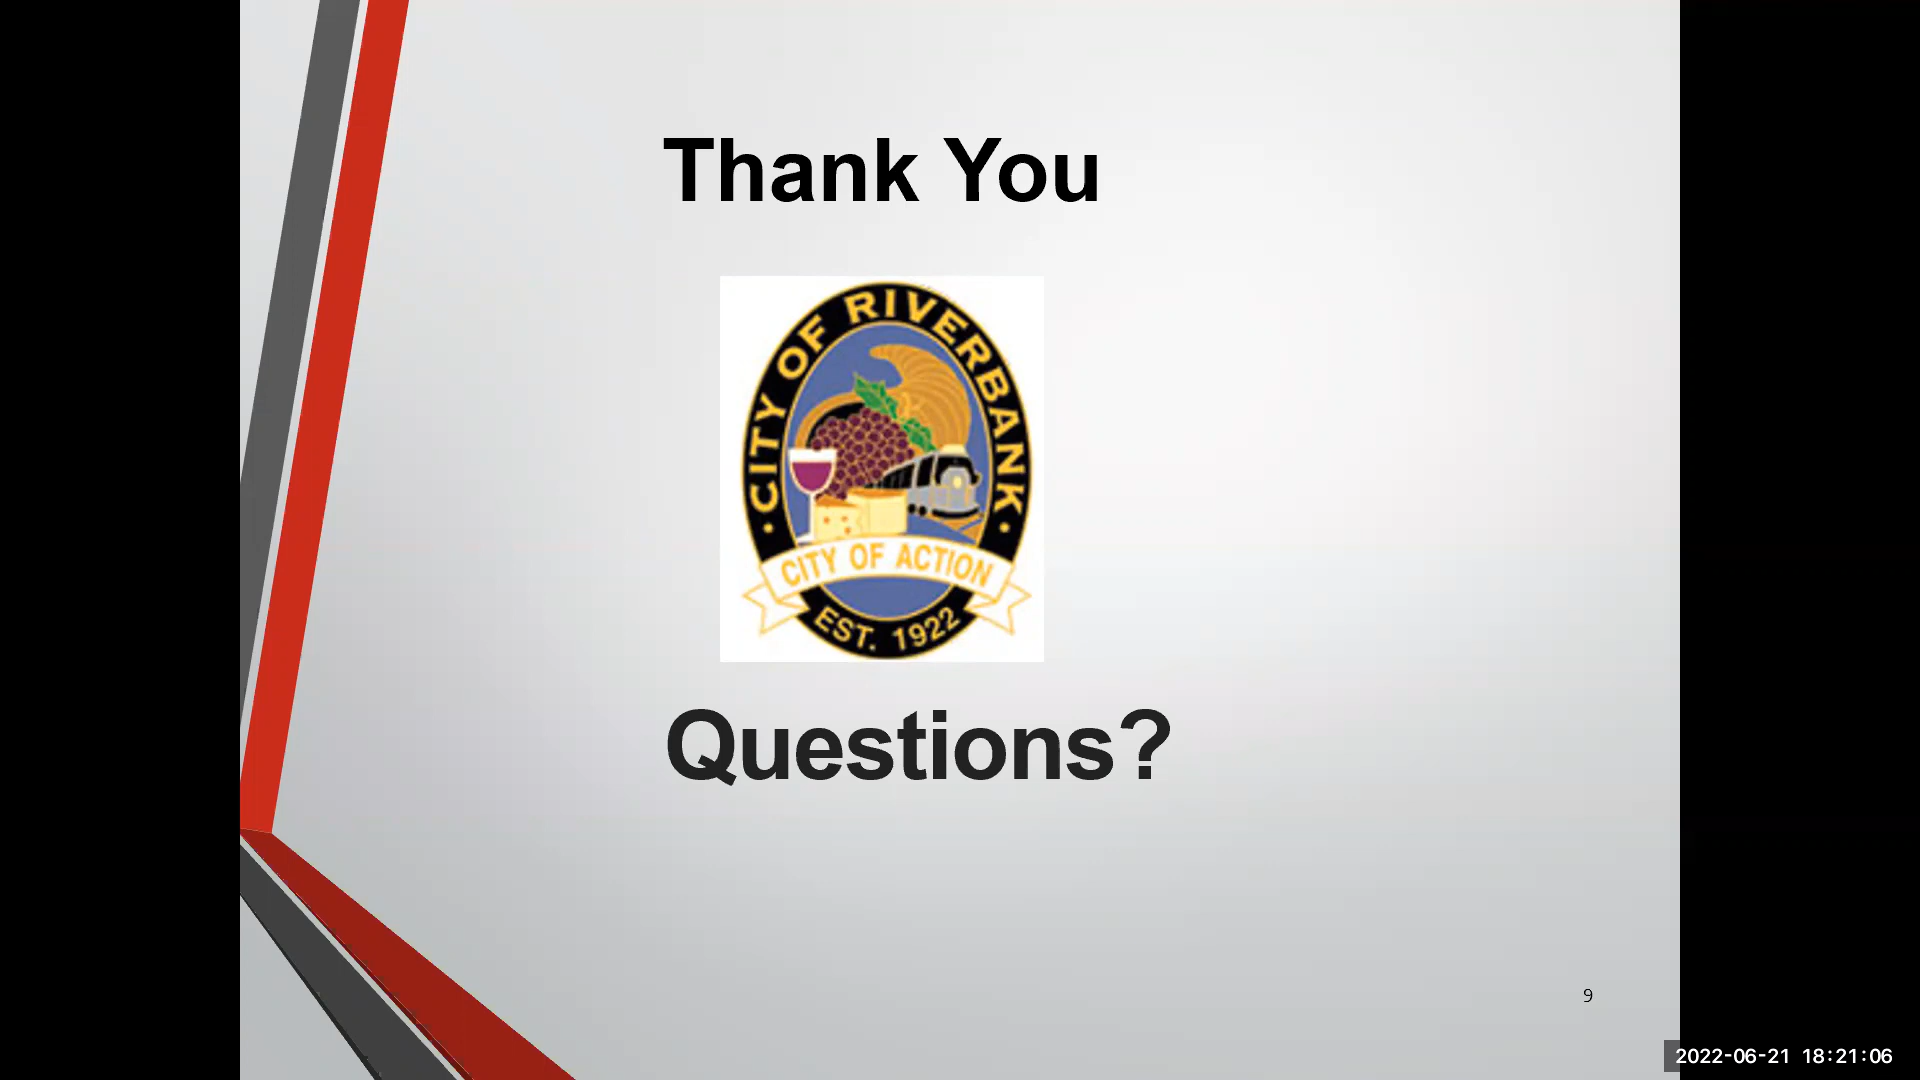 Thank You
CITY OF RIVERBANK
CITY OF ACTION
EST. 1922
Questions?
9
2022-06-21 18:21:06